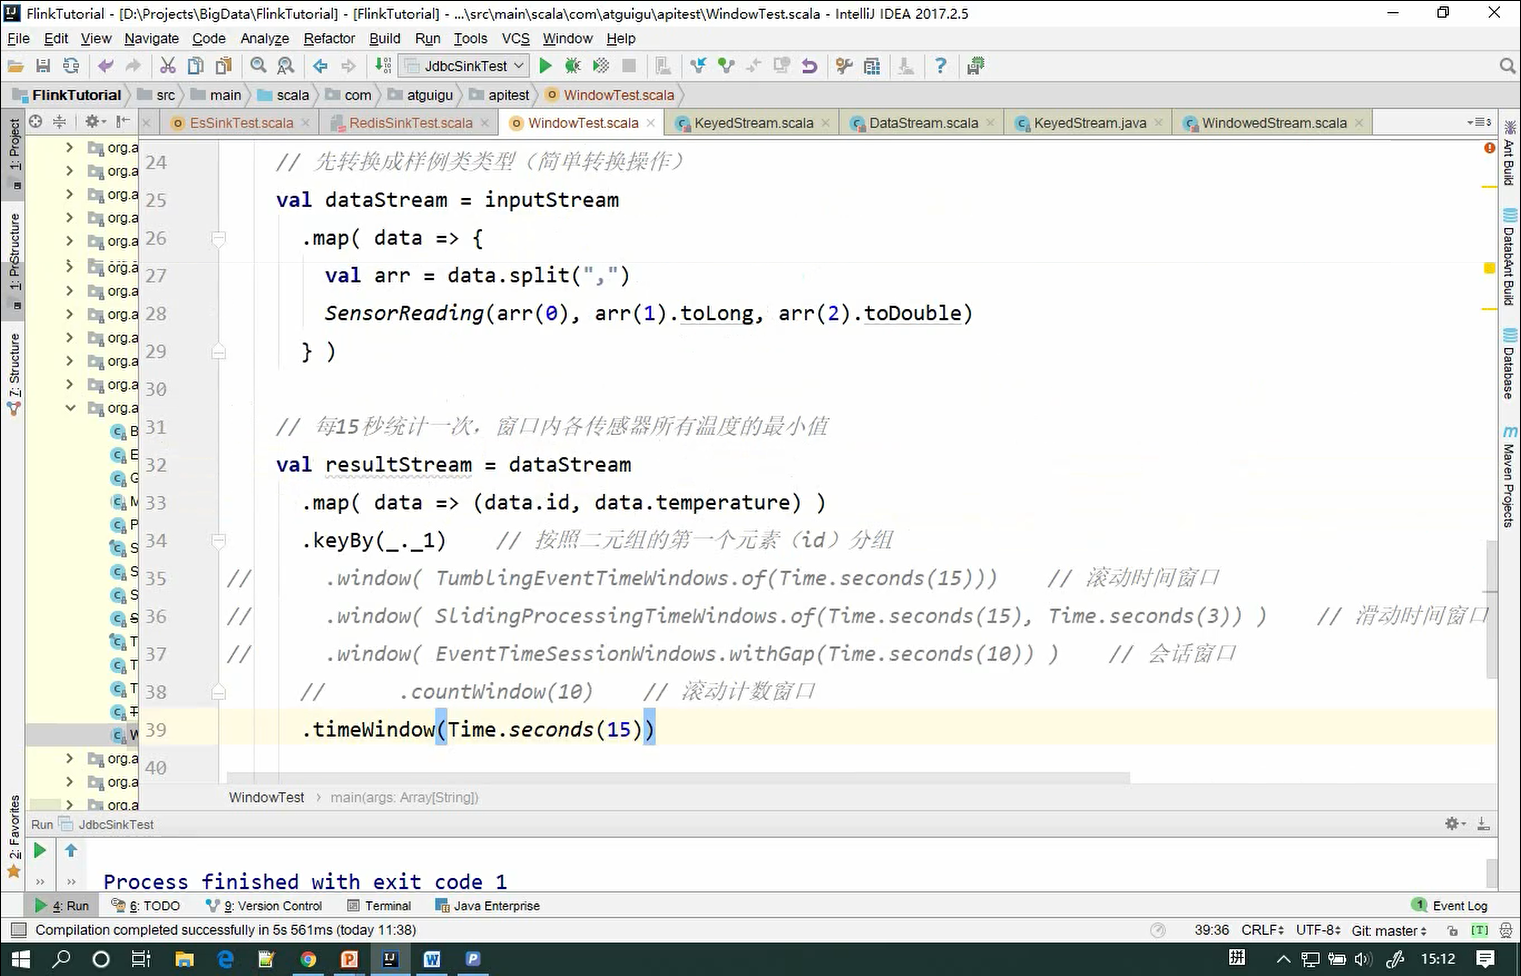 FlinkTutorial - [D:\Projects\BigData\FlinkTutorial] - [FlinkTutorial] - ...\src\main\scala\com\atguigu\apitest\WindowTest.scala - IntelliJ IDEA 2017.2.5
File Edit View Navigate Code Analyze Refactor Build Run Tools VCS Window Help
JdbcSinkTest
FlinkTutorial src main scala com atguigu apitest WindowTest.scala
EsSinkTest.scala RedisSinkTest.scala WindowTest.scala KeyedStream.scala DataStream.scala KeyedStream.java WindowedStream.scala
1: Project
7: Structure
2: Favorites
Ant Build
Database
Maven Projects
org.a
org.a
org.a
org.a
org.a
org.a
org.a
org.a
org.a
org.a
org.a
org.a
B
E
G
M
P
S
S
S
S
T
T
T
T
W
org.a
org.a
org.a
24 // 先转换成样例类类型（简单转换操作）
25 val dataStream = inputStream
26 .map( data => {
27 val arr = data.split(",")
28 SensorReading(arr(0), arr(1).toLong, arr(2).toDouble)
29 } )
30
31 // 每15秒统计一次，窗口内各传感器所有温度的最小值
32 val resultStream = dataStream
33 .map( data => (data.id, data.temperature) )
34 .keyBy(_._1) // 按照二元组的第一个元素（id）分组
35 // .window( TumblingEventTimeWindows.of(Time.seconds(15))) // 滚动时间窗口
36 // .window( SlidingProcessingTimeWindows.of(Time.seconds(15), Time.seconds(3)) ) // 滑动时间窗口
37 // .window( EventTimeSessionWindows.withGap(Time.seconds(10)) ) // 会话窗口
38 // .countWindow(10) // 滚动计数窗口
39 .timeWindow(Time.seconds(15))
40
WindowTest › main(args: Array[String])
Run JdbcSinkTest
Process finished with exit code 1
4: Run 6: TODO 9: Version Control Terminal Java Enterprise 1 Event Log
Compilation completed successfully in 5s 561ms (today 11:38) 39:36 CRLF UTF-8 Git: master [T]
拼 15:12